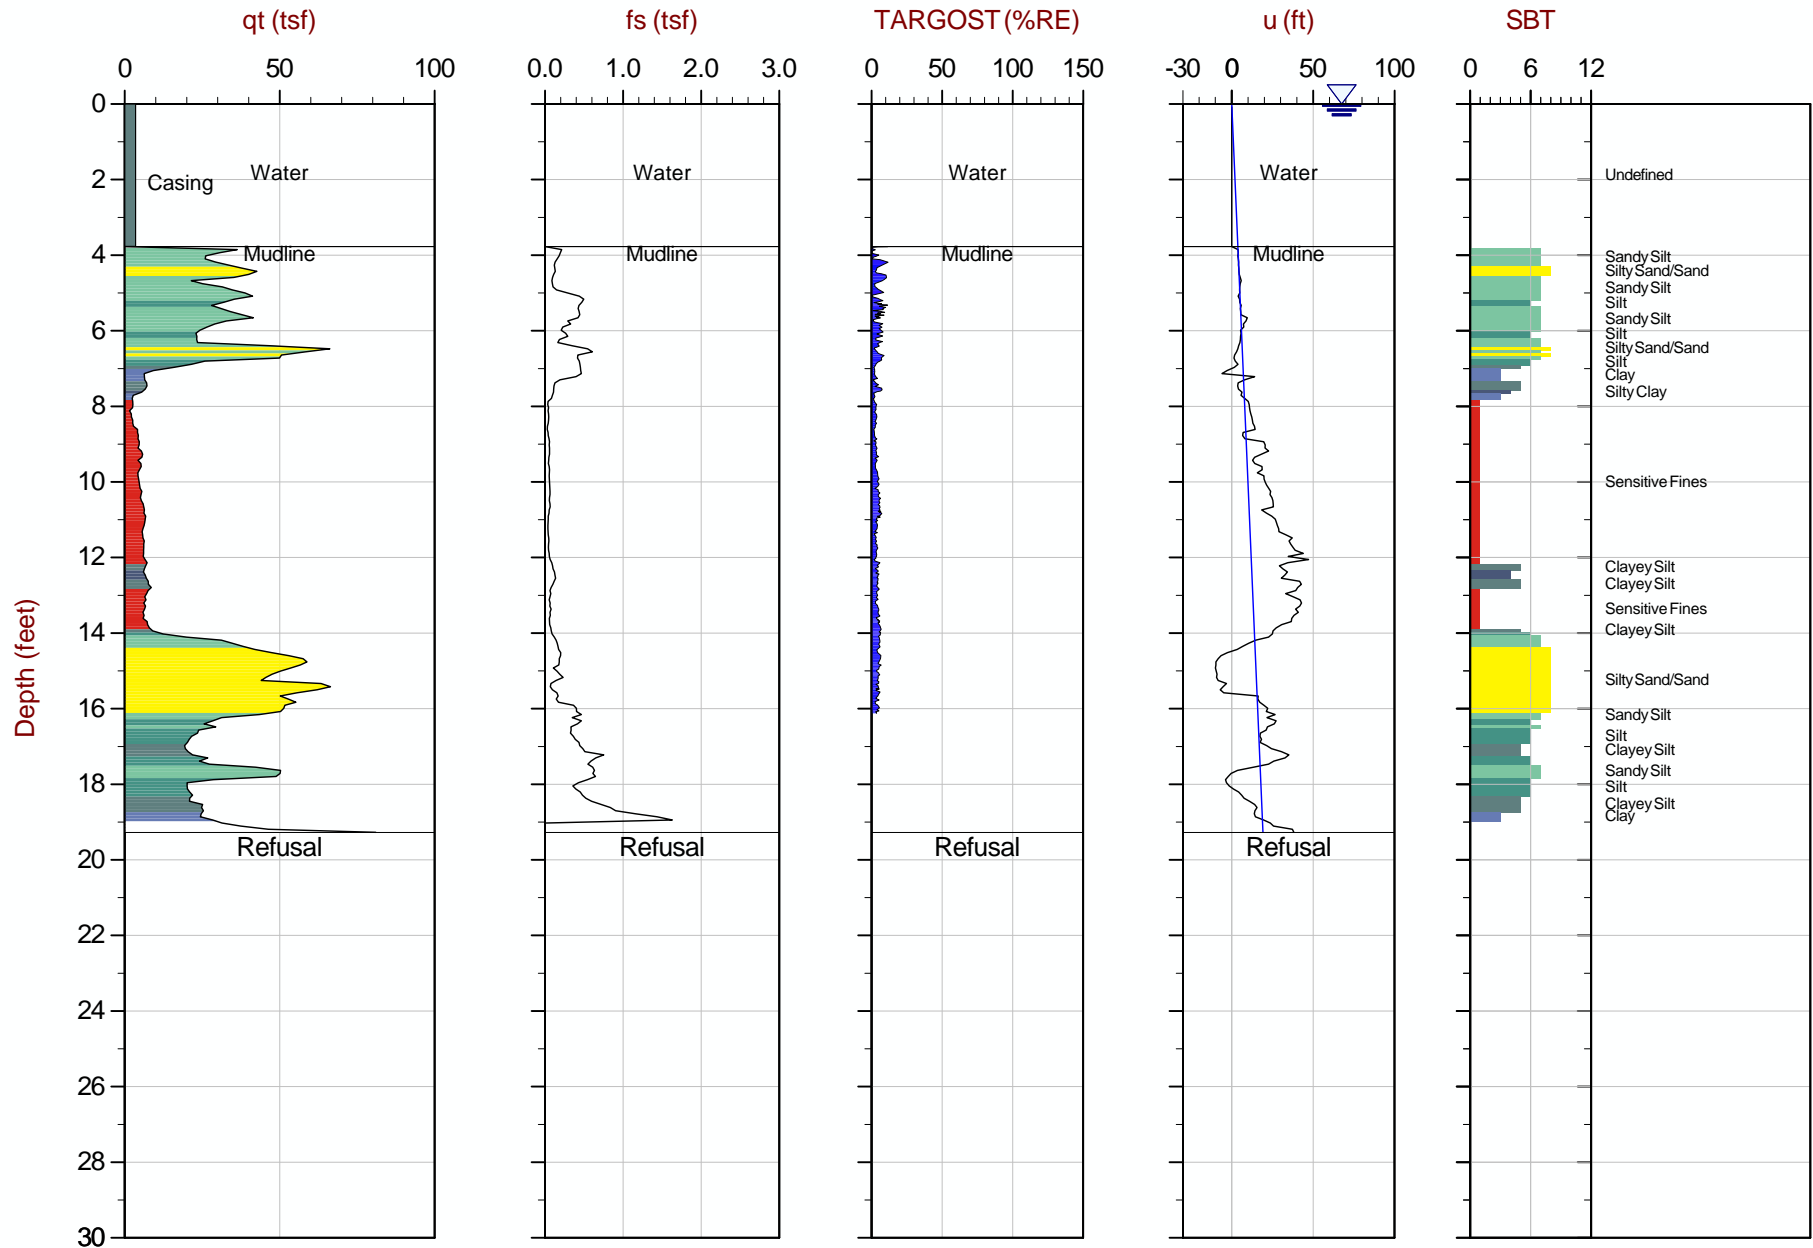 qt (tsf) fs (tsf) TARGOST (%RE) u (ft) SBT
0 50 100 0.0 1.0 2.0 3.0 0 50 100 150 -30 0 50 100 0 6 12
0
Water Water Water Water
Undefined
2
Casing
4
Mudline Mudline Mudline Mudline
Sandy Silt
Silty Sand/Sand
Sandy Silt
Silt
Sandy Silt
6
Silt
Silty Sand/Sand
Silt
Clay
Silty Clay
8
10
Sensitive Fines
12
Clayey Silt
Clayey Silt
Sensitive Fines
Clayey Silt
14
Silty Sand/Sand
16
Sandy Silt
Silt
Clayey Silt
Sandy Silt
18
Silt
Clayey Silt
Clay
Refusal Refusal Refusal Refusal
20
22
24
26
28
30
Depth (feet)